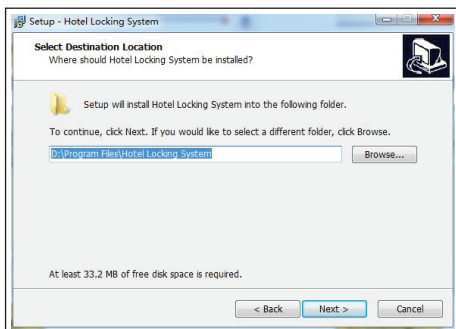 Setup - Hotel Locking System
Select Destination Location
Where should Hotel Locking System be installed?
Setup will install Hotel Locking System into the following folder.
To continue, click Next. If you would like to select a different folder, click Browse.
D:\Program Files\Hotel Locking System
Browse...
At least 33.2 MB of free disk space is required.
< Back
Next >
Cancel